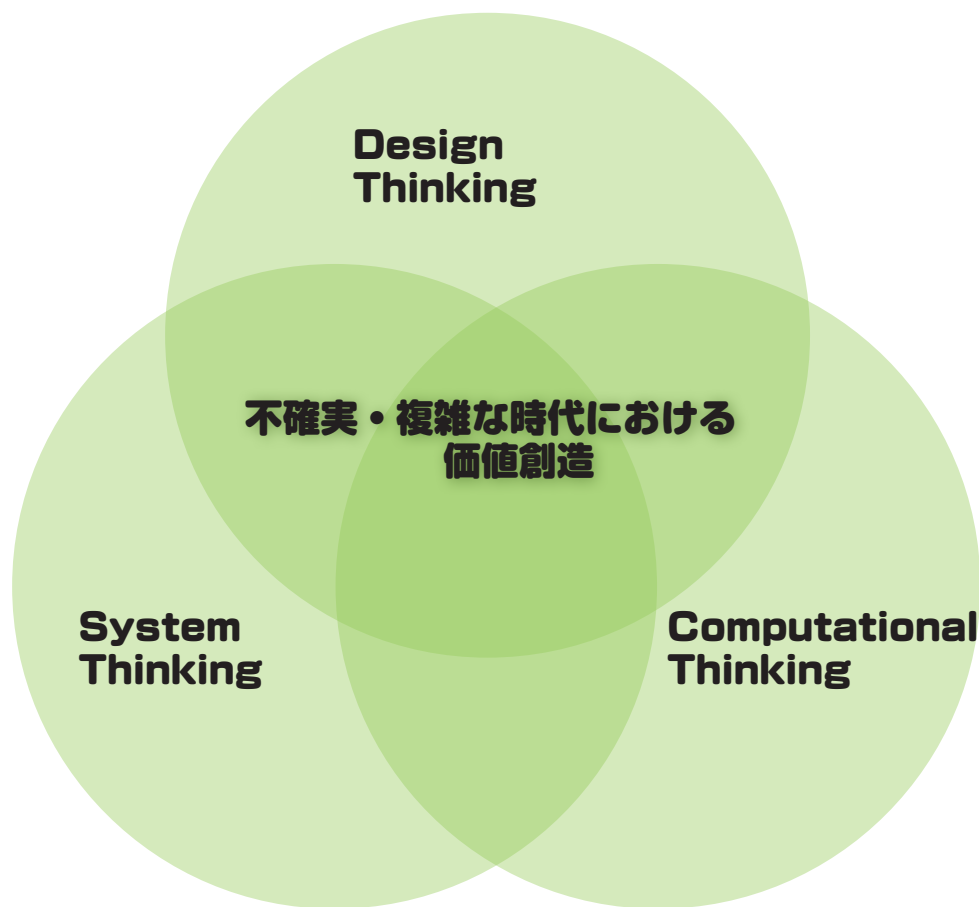 Design
Thinking
不確実・複雑な時代における
価値創造
System
Thinking
Computational
Thinking